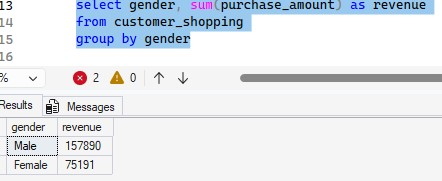 13 select gender, sum(purchase_amount) as revenue
14 from customer_shopping
15 group by gender
16
% 2 0
Results Messages
gender revenue
Male 157890
Female 75191